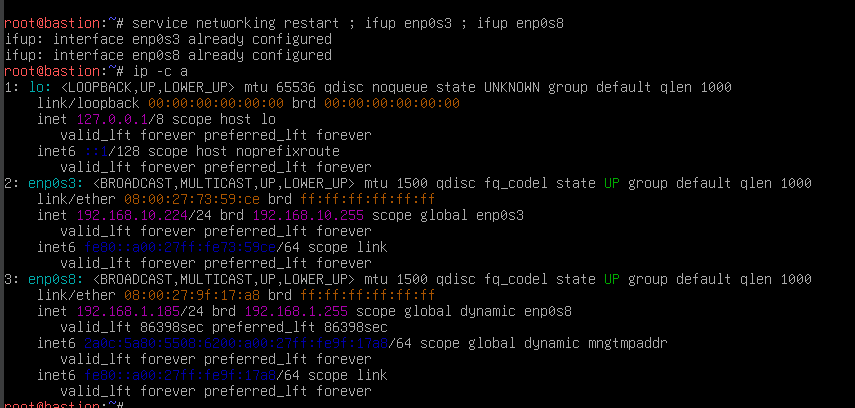 root@bastion:~# service networking restart ; ifup enp0s3 ; ifup enp0s8
ifup: interface enp0s3 already configured
ifup: interface enp0s8 already configured
root@bastion:~# ip -c a
1: lo: <LOOPBACK,UP,LOWER_UP> mtu 65536 qdisc noqueue state UNKNOWN group default qlen 1000
    link/loopback 00:00:00:00:00:00 brd 00:00:00:00:00:00
    inet 127.0.0.1/8 scope host lo
       valid_lft forever preferred_lft forever
    inet6 ::1/128 scope host noprefixroute
       valid_lft forever preferred_lft forever
2: enp0s3: <BROADCAST,MULTICAST,UP,LOWER_UP> mtu 1500 qdisc fq_codel state UP group default qlen 1000
    link/ether 08:00:27:73:59:ce brd ff:ff:ff:ff:ff:ff
    inet 192.168.10.224/24 brd 192.168.10.255 scope global enp0s3
       valid_lft forever preferred_lft forever
    inet6 fe80::a00:27ff:fe73:59ce/64 scope link
       valid_lft forever preferred_lft forever
3: enp0s8: <BROADCAST,MULTICAST,UP,LOWER_UP> mtu 1500 qdisc fq_codel state UP group default qlen 1000
    link/ether 08:00:27:9f:17:a8 brd ff:ff:ff:ff:ff:ff
    inet 192.168.1.185/24 brd 192.168.1.255 scope global dynamic enp0s8
       valid_lft 86398sec preferred_lft 86398sec
    inet6 2a0c:5a80:5508:6200:a00:27ff:fe9f:17a8/64 scope global dynamic mngtmpaddr
       valid_lft forever preferred_lft forever
    inet6 fe80::a00:27ff:fe9f:17a8/64 scope link
       valid_lft forever preferred_lft forever
root@bastion:~#